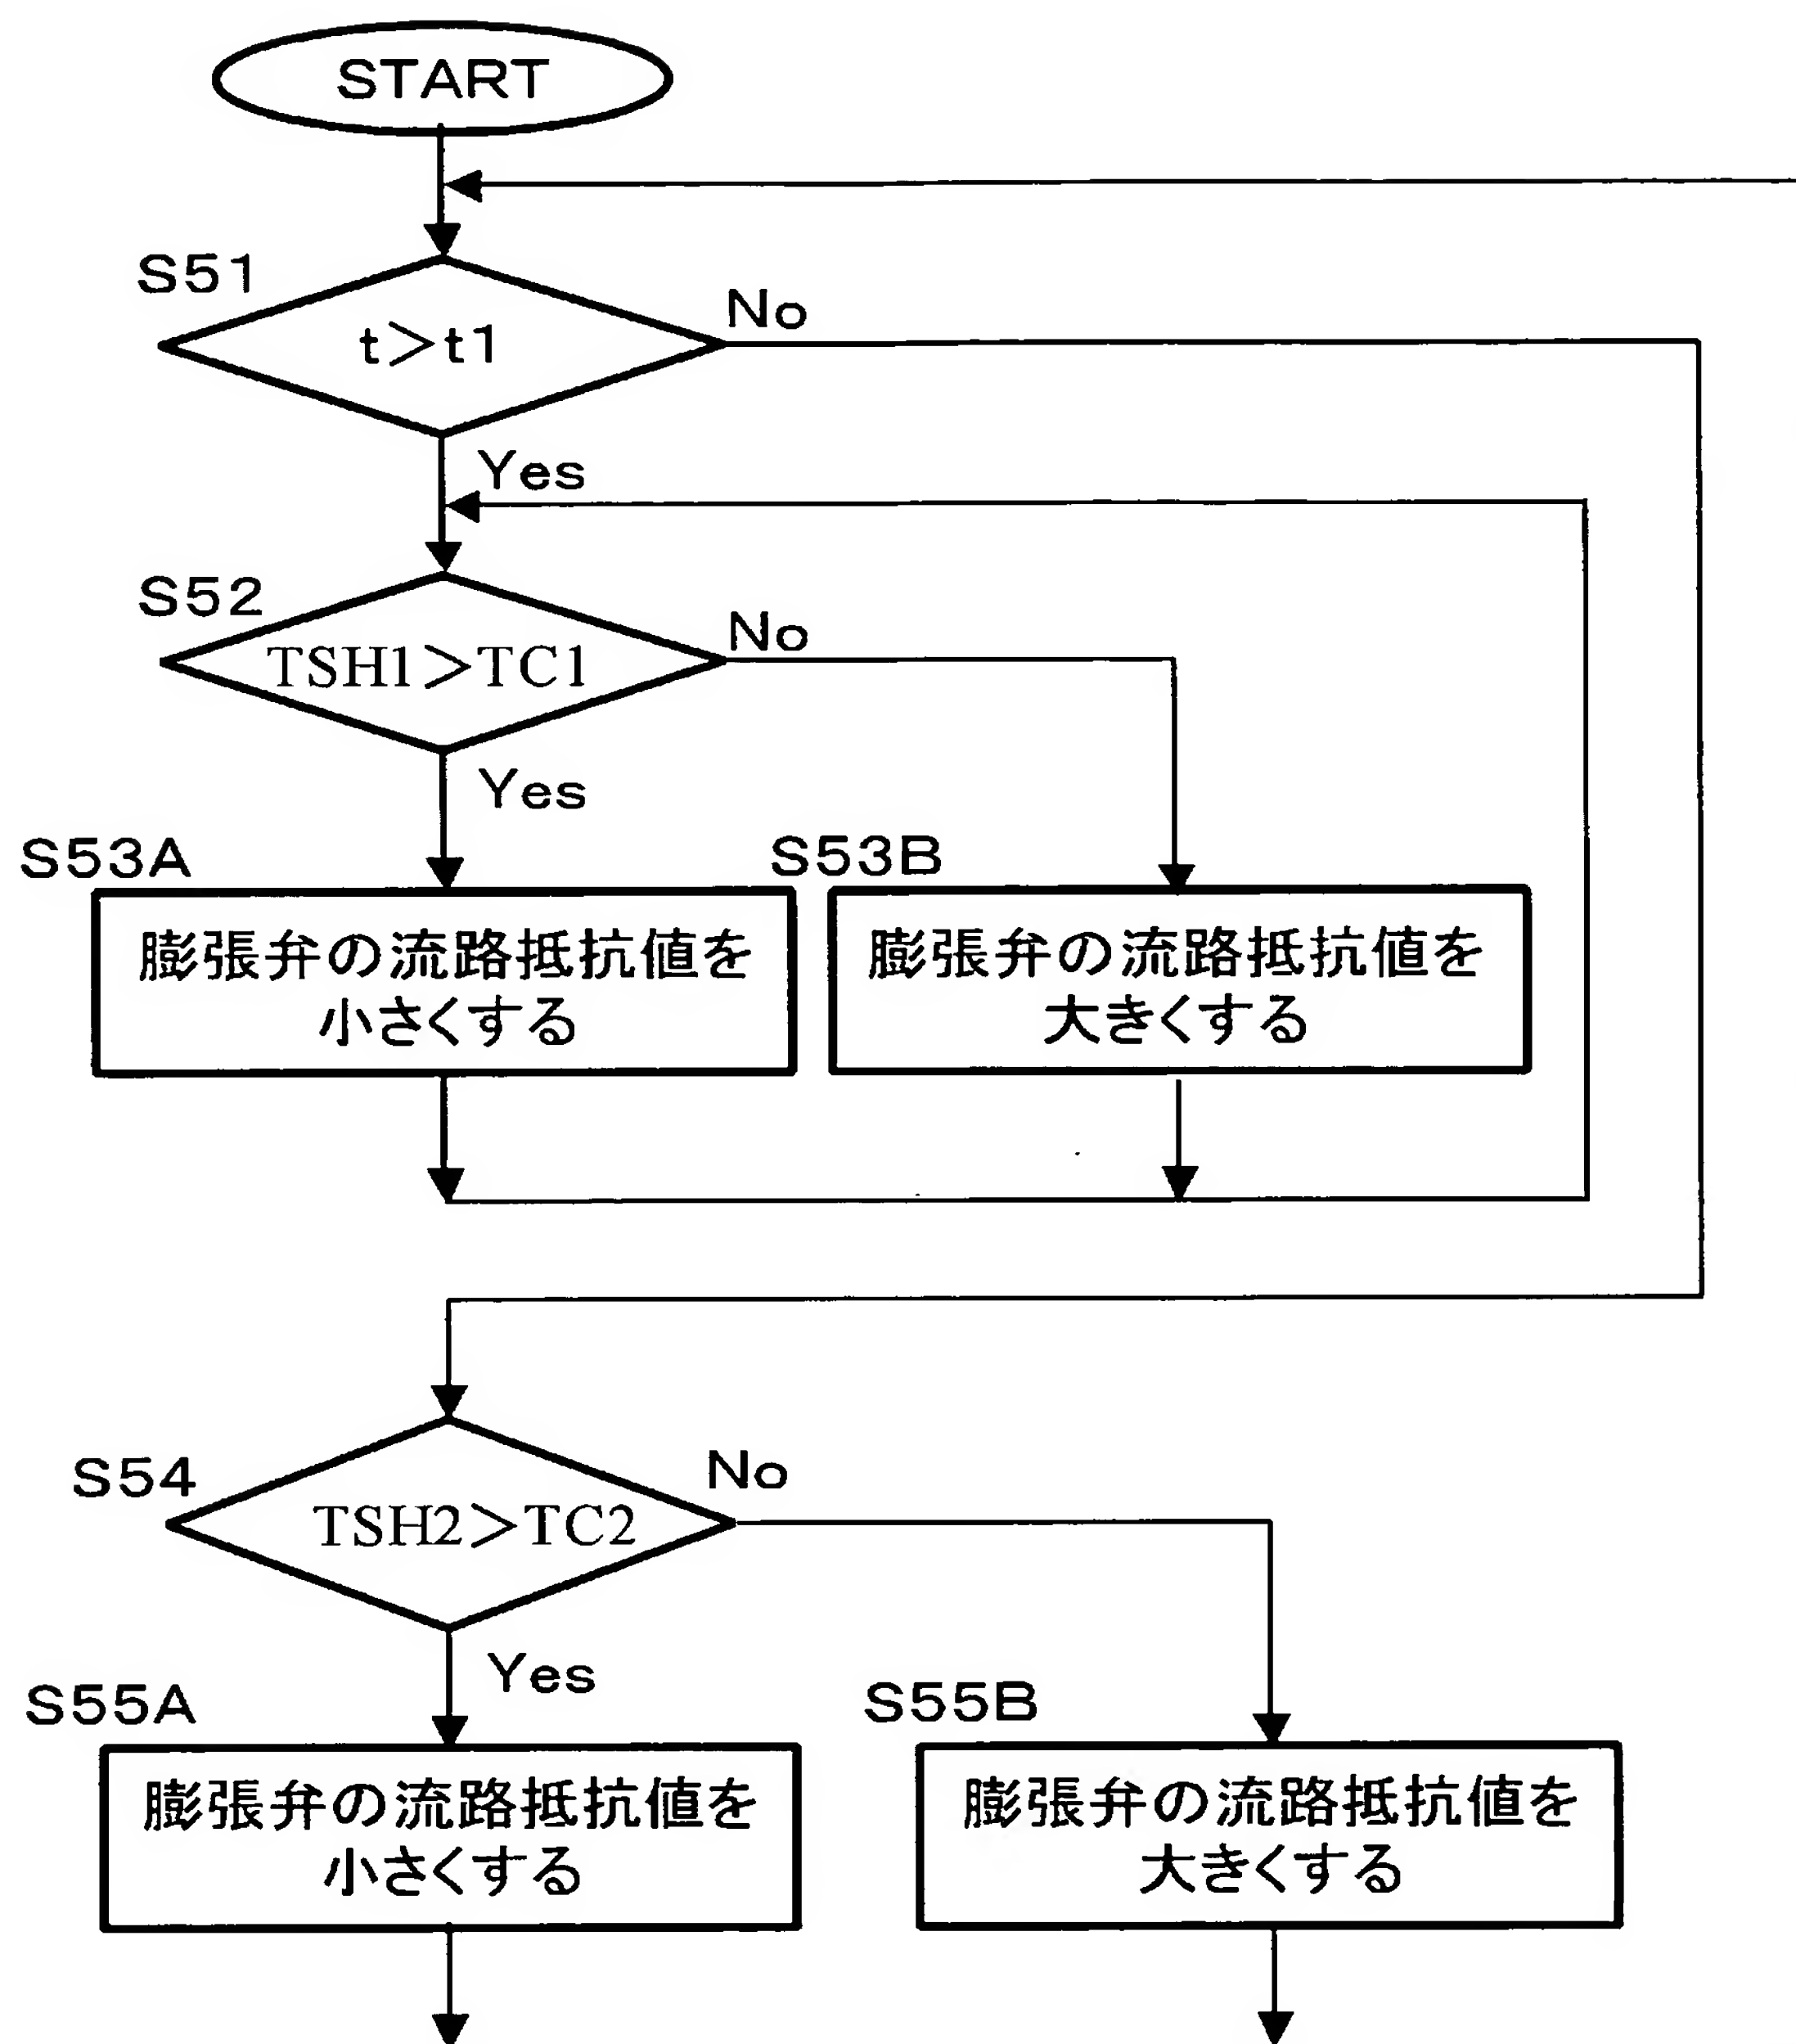 START
S51
t＞t1
No
Yes
S52
TSH1＞TC1
No
Yes
S53A
膨張弁の流路抵抗値を
小さくする
S53B
膨張弁の流路抵抗値を
大きくする
S54
TSH2＞TC2
No
Yes
S55A
膨張弁の流路抵抗値を
小さくする
S55B
膨張弁の流路抵抗値を
大きくする